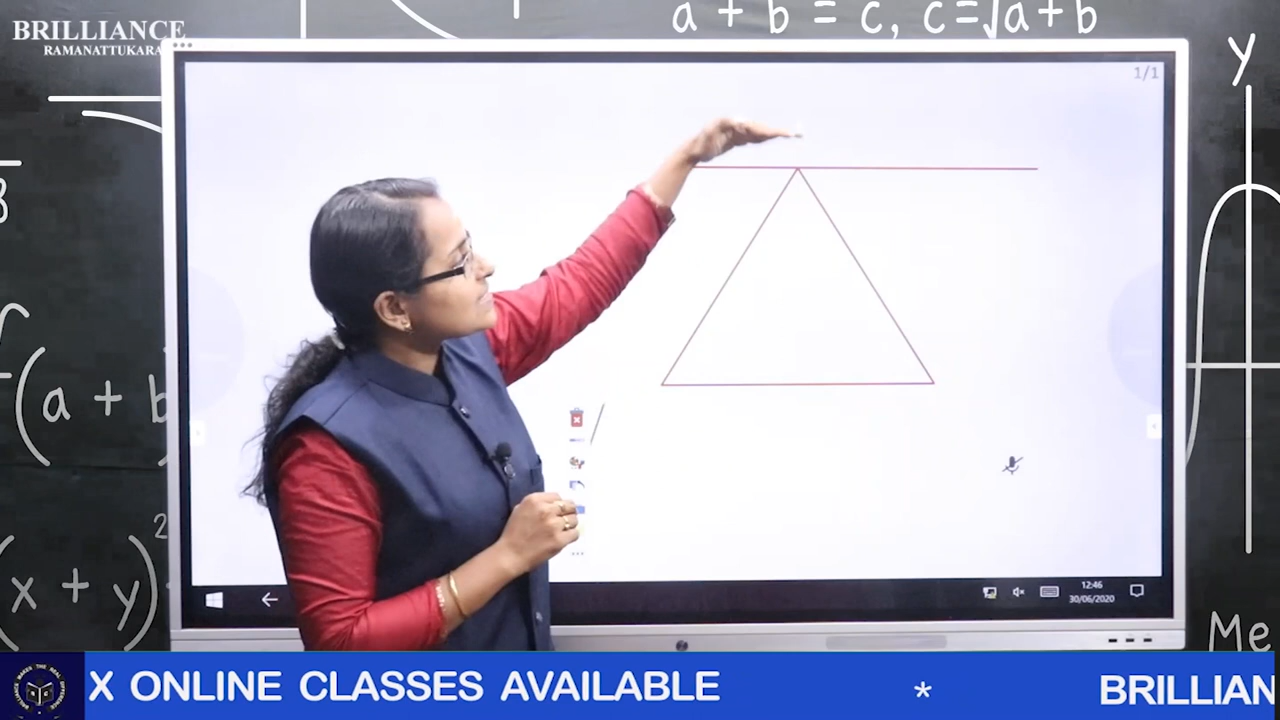 BRILLIANCE
RAMANATTUKARA
a + b = c, c=√a+b
y
1/1
(a + b
(x + y)²
Me
12:46
30/06/2020
X ONLINE CLASSES AVAILABLE * BRILLIAN